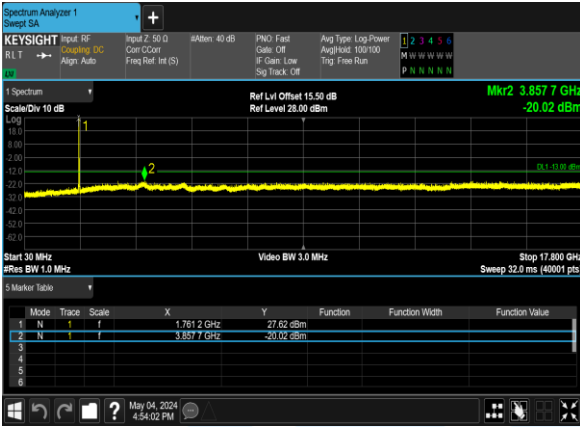 Spectrum Analyzer 1
Swept SA
+
KEYSIGHT Input: RF Input Z: 50 Ω #Atten: 40 dB PNO: Fast Avg Type: Log-Power 1 2 3 4 5 6
RLT Coupling: DC Corr CCorr Gate: Off Avg|Hold: 100/100 M W W W W W
Align: Auto Freq Ref: Int (S) IF Gain: Low Trig: Free Run
Sig Track: Off P N N N N N
1 Spectrum Ref Lvl Offset 15.50 dB Mkr2 3.857 7 GHz
Scale/Div 10 dB Ref Level 28.00 dBm -20.02 dBm
Log
18.0
8.00
-2.00
-12.0
-22.0
-32.0
-42.0
-52.0
-62.0
1
2
DL1 -13.00 dBm
Start 30 MHz Video BW 3.0 MHz Stop 17.800 GHz
#Res BW 1.0 MHz Sweep 32.0 ms (40001 pts
5 Marker Table
Mode Trace Scale X Y Function Function Width Function Value
1 N 1 f 1.761 2 GHz 27.62 dBm
2 N 1 f 3.857 7 GHz -20.02 dBm
3
4
5
6
? May 04, 2024
4:54:02 PM